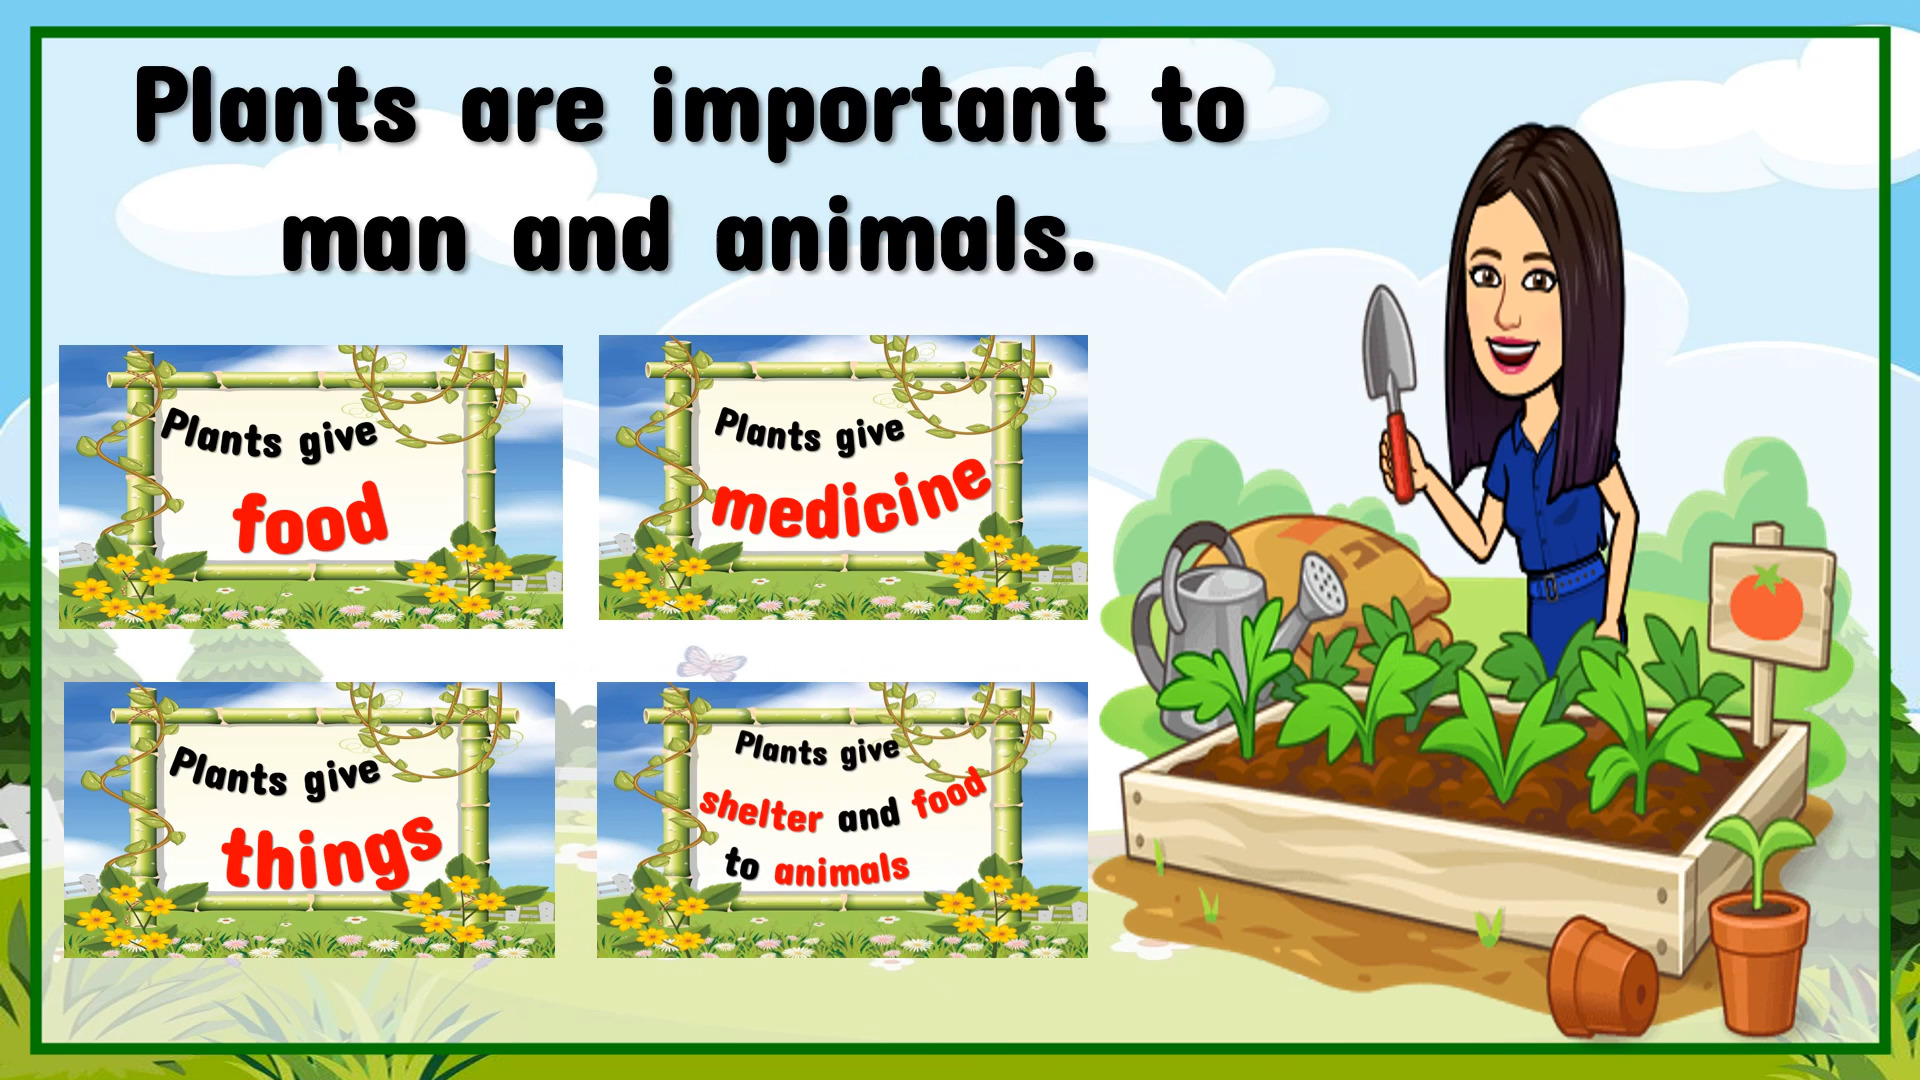 Plants are important to
man and animals.
Plants give
food
Plants give
medicine
Plants give
things
Plants give
shelter and food
to animals